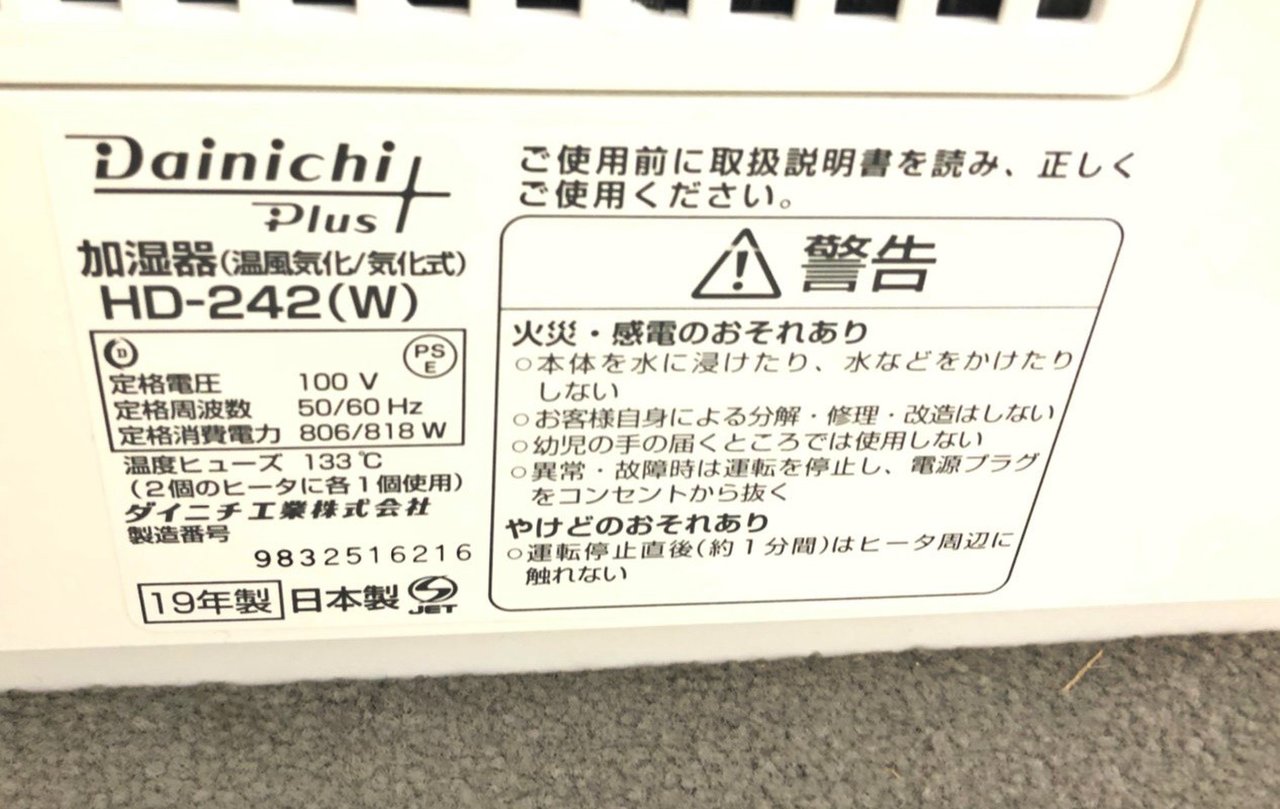 Dainichi
Plus
加湿器(温風気化/気化式)
HD-242(W)
D
PS
E
定格電圧 100 V
定格周波数 50/60 Hz
定格消費電力 806/818 W
温度ヒューズ 133℃
(2個のヒータに各1個使用)
ダイニチ工業株式会社
製造番号
9832516216
19年製 日本製 JET
ご使用前に取扱説明書を読み、正しく
ご使用ください。
警告
火災・感電のおそれあり
○本体を水に浸けたり、水などをかけたり
しない
○お客様自身による分解・修理・改造はしない
○幼児の手の届くところでは使用しない
○異常・故障時は運転を停止し、電源プラグ
をコンセントから抜く
やけどのおそれあり
○運転停止直後(約1分間)はヒータ周辺に
触れない